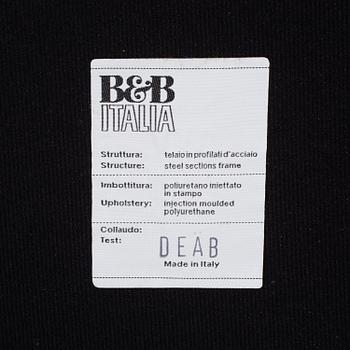 B&B
ITALIA
Struttura: telaio in profilati d'acciaio
Structure: steel sections frame
Imbottitura: poliuretano iniettato
in stampo
Upholstery: injection moulded
polyurethane
Collaudo:
Test: DEAB
Made in Italy